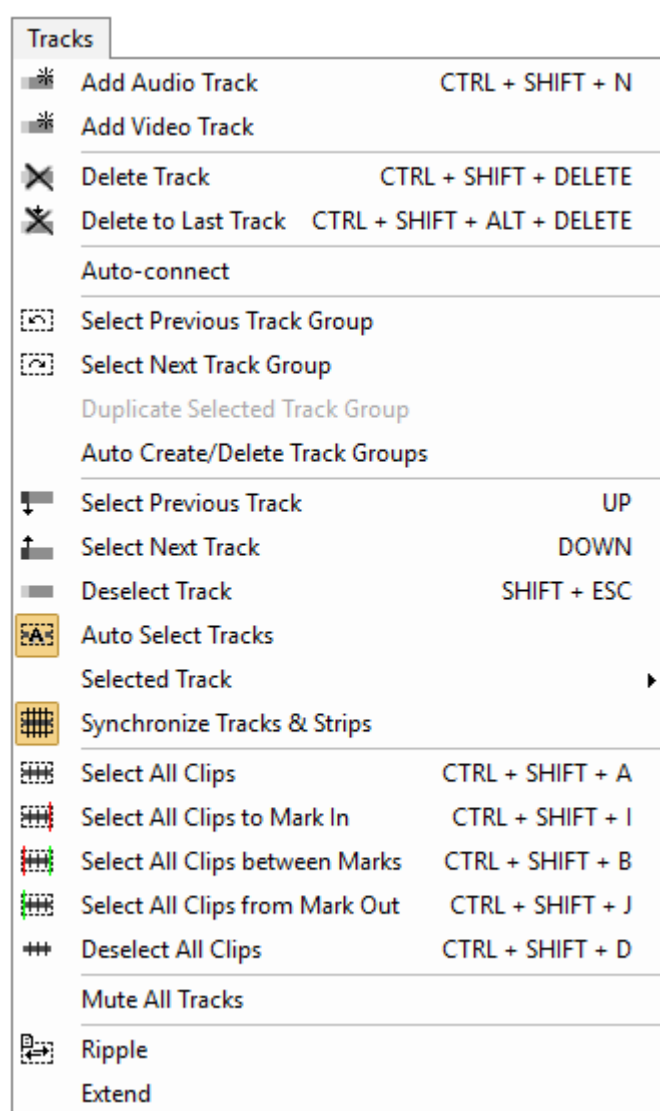 Tracks
Add Audio Track CTRL + SHIFT + N
Add Video Track
Delete Track CTRL + SHIFT + DELETE
Delete to Last Track CTRL + SHIFT + ALT + DELETE
Auto-connect
Select Previous Track Group
Select Next Track Group
Duplicate Selected Track Group
Auto Create/Delete Track Groups
Select Previous Track UP
Select Next Track DOWN
Deselect Track SHIFT + ESC
Auto Select Tracks
Selected Track
Synchronize Tracks & Strips
Select All Clips CTRL + SHIFT + A
Select All Clips to Mark In CTRL + SHIFT + I
Select All Clips between Marks CTRL + SHIFT + B
Select All Clips from Mark Out CTRL + SHIFT + J
Deselect All Clips CTRL + SHIFT + D
Mute All Tracks
Ripple
Extend